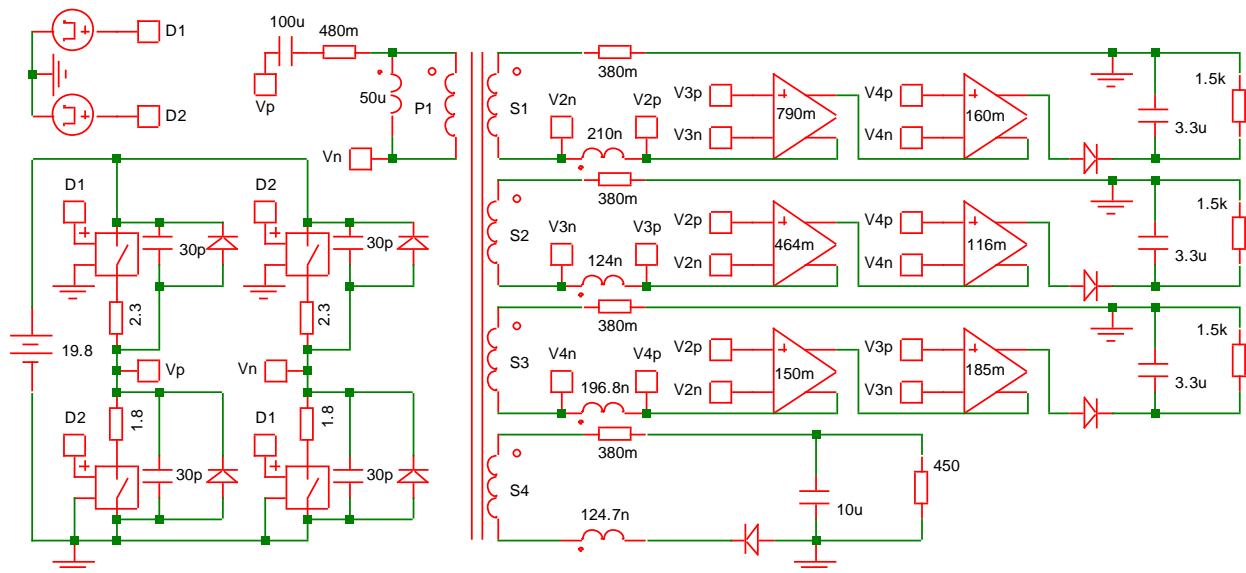 D1
D2
100u
480m
Vp
50u
P1
Vn
S1
380m
V2n
V2p
210n
V3p
V3n
790m
V4p
V4n
160m
3.3u
1.5k
S2
380m
V3n
V3p
124n
V2p
V2n
464m
V4p
V4n
116m
3.3u
1.5k
S3
380m
V4n
V4p
196.8n
V2p
V2n
150m
V3p
V3n
185m
3.3u
1.5k
S4
380m
124.7n
10u
450
D1
30p
2.3
D2
30p
2.3
19.8
Vp
Vn
D2
1.8
30p
D1
1.8
30p